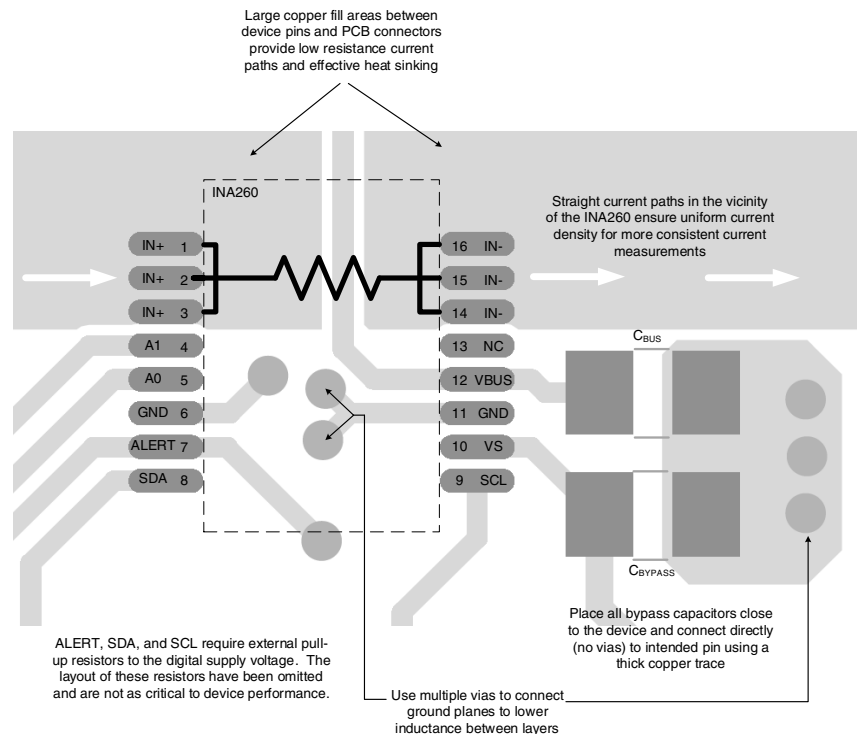 Large copper fill areas between
device pins and PCB connectors
provide low resistance current
paths and effective heat sinking
INA260
Straight current paths in the vicinity
of the INA260 ensure uniform current
density for more consistent current
measurements
IN+ 1
IN+ 2
IN+ 3
A1 4
A0 5
GND 6
ALERT 7
SDA 8
16 IN-
15 IN-
14 IN-
13 NC
12 VBUS
11 GND
10 VS
9 SCL
CBUS
CBYPASS
Place all bypass capacitors close
to the device and connect directly
(no vias) to intended pin using a
thick copper trace
ALERT, SDA, and SCL require external pull-
up resistors to the digital supply voltage. The
layout of these resistors have been omitted
and are not as critical to device performance.
Use multiple vias to connect
ground planes to lower
inductance between layers